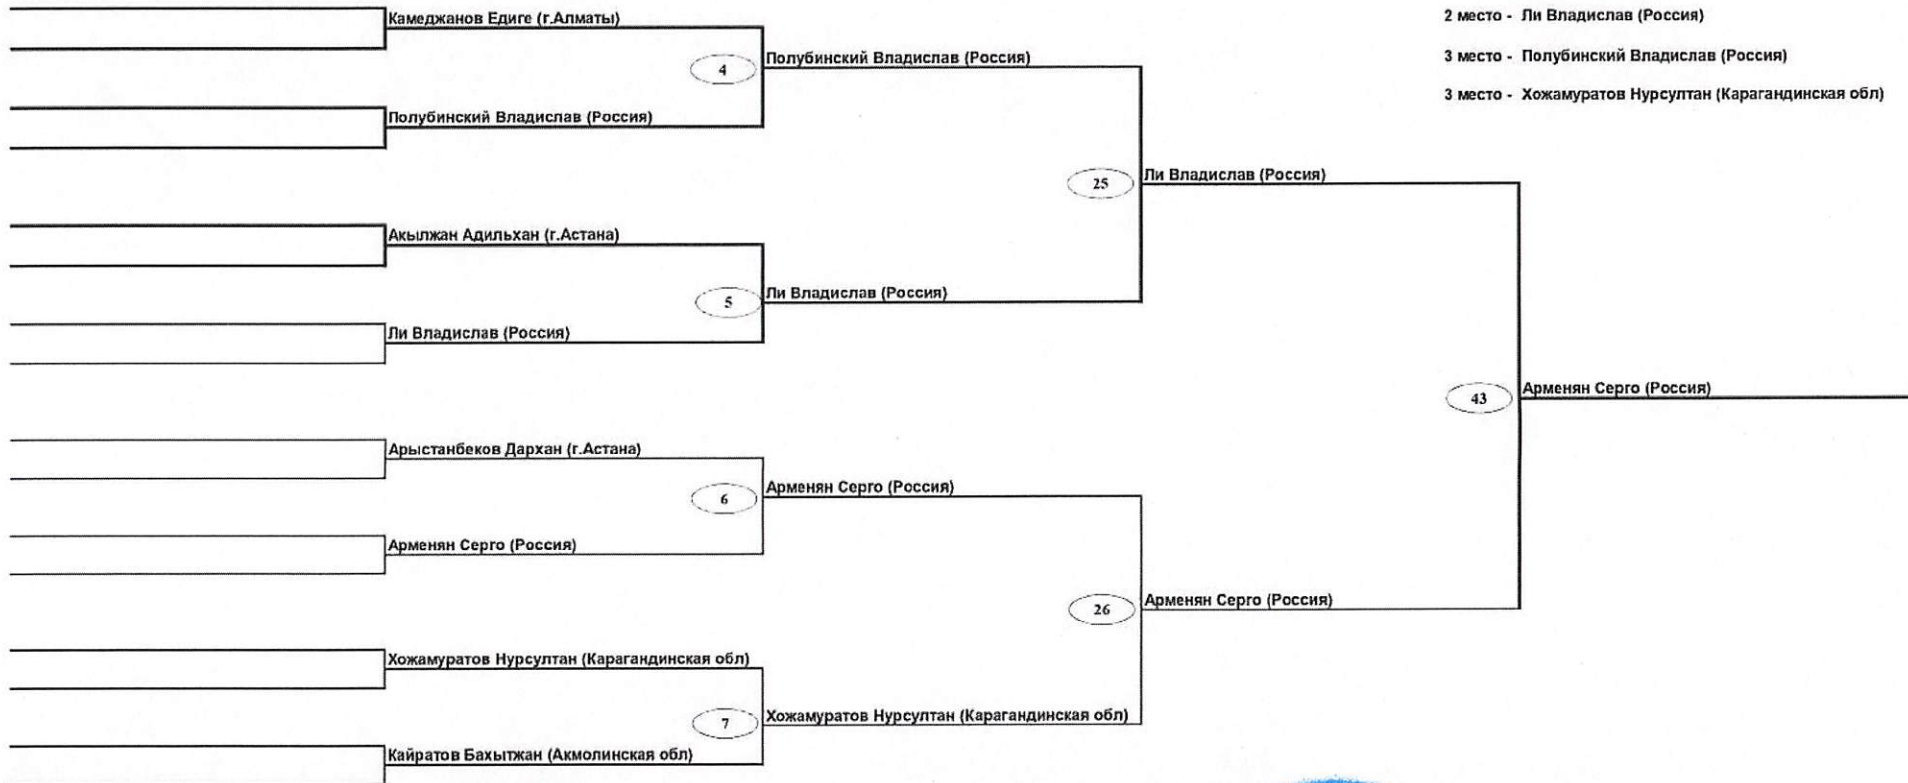 Камеджанов Едиге (г.Алматы)
2 место - Ли Владислав (Россия)
4
Полубинский Владислав (Россия)
3 место - Полубинский Владислав (Россия)
3 место - Хожамуратов Нурсултан (Карагандинская обл)
Полубинский Владислав (Россия)
25
Ли Владислав (Россия)
Акылжан Адильхан (г.Астана)
5
Ли Владислав (Россия)
Ли Владислав (Россия)
43
Арменян Серго (Россия)
Арыстанбеков Дархан (г.Астана)
6
Арменян Серго (Россия)
Арменян Серго (Россия)
26
Арменян Серго (Россия)
Хожамуратов Нурсултан (Карагандинская обл)
7
Хожамуратов Нурсултан (Карагандинская обл)
Кайратов Бахытжан (Акмолинская обл)